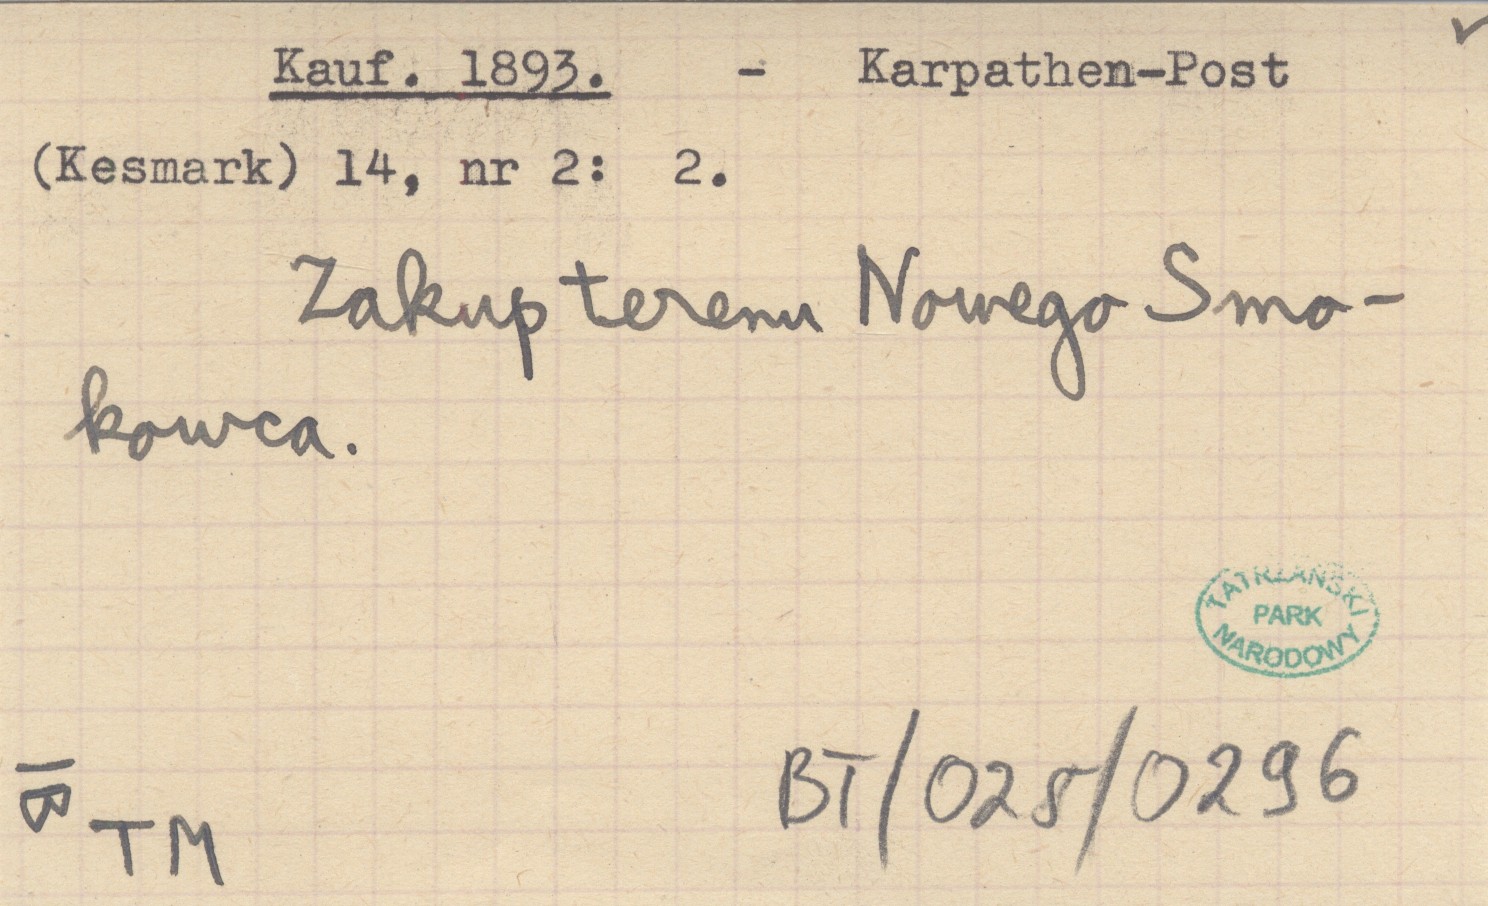 Kauf. 1893. - Karpathen-Post
(Kesmark) 14, nr 2: 2.
Zakup terenu Nowego Smo-
kowca.
TATRZAŃSKI
PARK
NARODOWY
BT/025/0296
TM